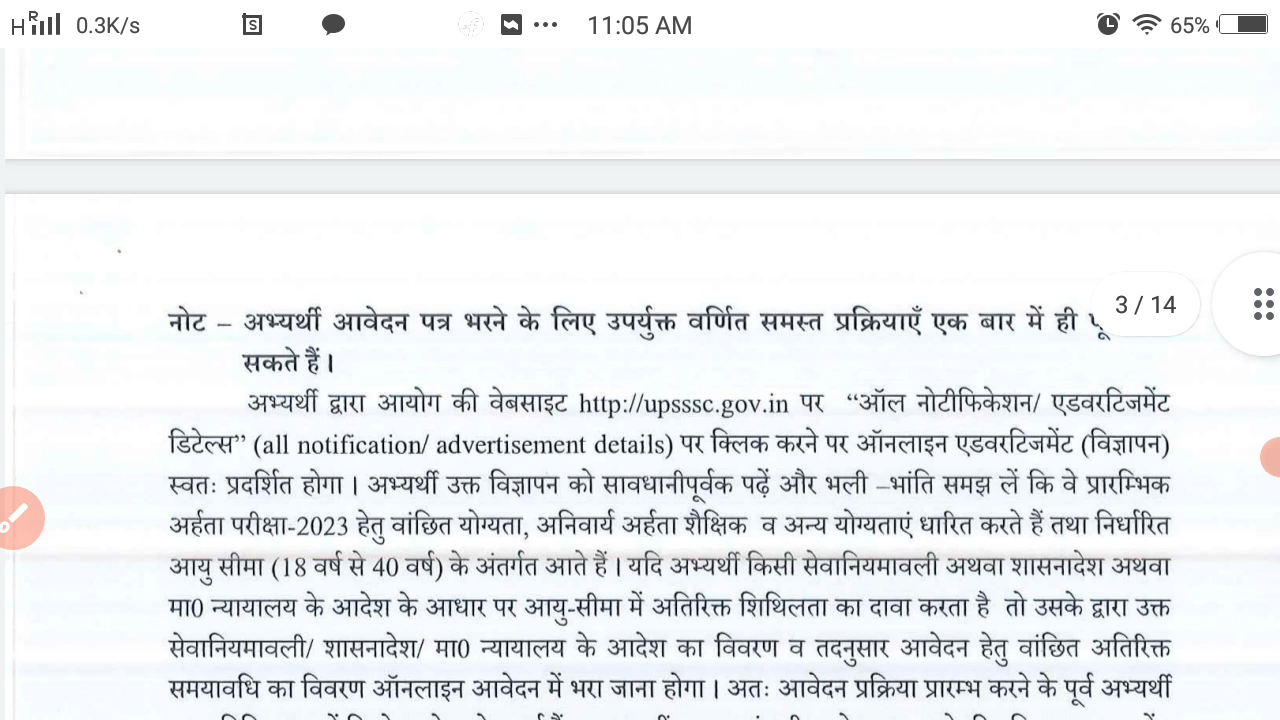 HR 0.3K/s S 11:05 AM 65%
3 / 14
नोट – अभ्यर्थी आवेदन पत्र भरने के लिए उपर्युक्त वर्णित समस्त प्रक्रियाएँ एक बार में ही
सकते हैं।
अभ्यर्थी द्वारा आयोग की वेबसाइट http://upsssc.gov.in पर “ऑल नोटीफिकेशन/ एडवरटिजमेंट
डिटेल्स” (all notification/ advertisement details) पर क्लिक करने पर ऑनलाइन एडवरटिजमेंट (विज्ञापन)
स्वतः प्रदर्शित होगा। अभ्यर्थी उक्त विज्ञापन को सावधानीपूर्वक पढ़ें और भली –भांति समझ लें कि वे प्रारम्भिक
अर्हता परीक्षा-2023 हेतु वांछित योग्यता, अनिवार्य अर्हता शैक्षिक व अन्य योग्यताएं धारित करते हैं तथा निर्धारित
आयु सीमा (18 वर्ष से 40 वर्ष) के अंतर्गत आते हैं। यदि अभ्यर्थी किसी सेवानियमावली अथवा शासनादेश अथवा
मा0 न्यायालय के आदेश के आधार पर आयु-सीमा में अतिरिक्त शिथिलता का दावा करता है तो उसके द्वारा उक्त
सेवानियमावली/ शासनादेश/ मा0 न्यायालय के आदेश का विवरण व तदनुसार आवेदन हेतु वांछित अतिरिक्त
समयावधि का विवरण ऑनलाइन आवेदन में भरा जाना होगा। अतः आवेदन प्रक्रिया प्रारम्भ करने के पूर्व अभ्यर्थी